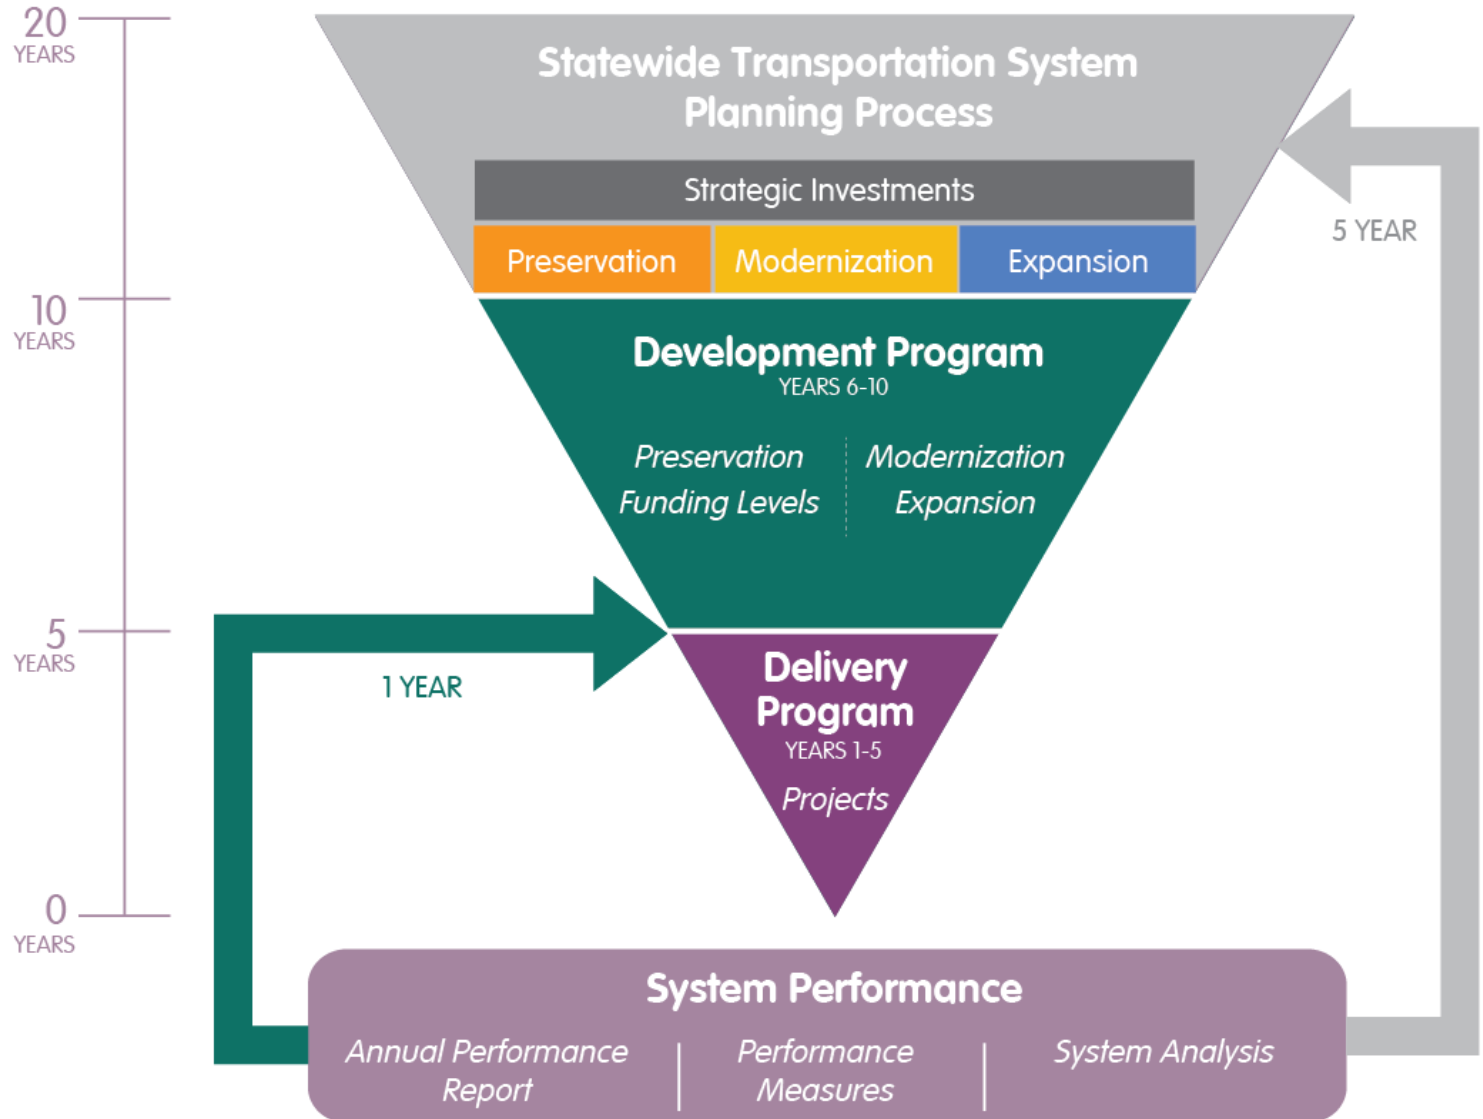 20
YEARS
Statewide Transportation System
Planning Process
Strategic Investments
Preservation
Modernization
Expansion
5 YEAR
10
YEARS
Development Program
YEARS 6-10
Preservation
Funding Levels
Modernization
Expansion
5
YEARS
1 YEAR
Delivery
Program
YEARS 1-5
Projects
0
YEARS
System Performance
Annual Performance
Report
Performance
Measures
System Analysis